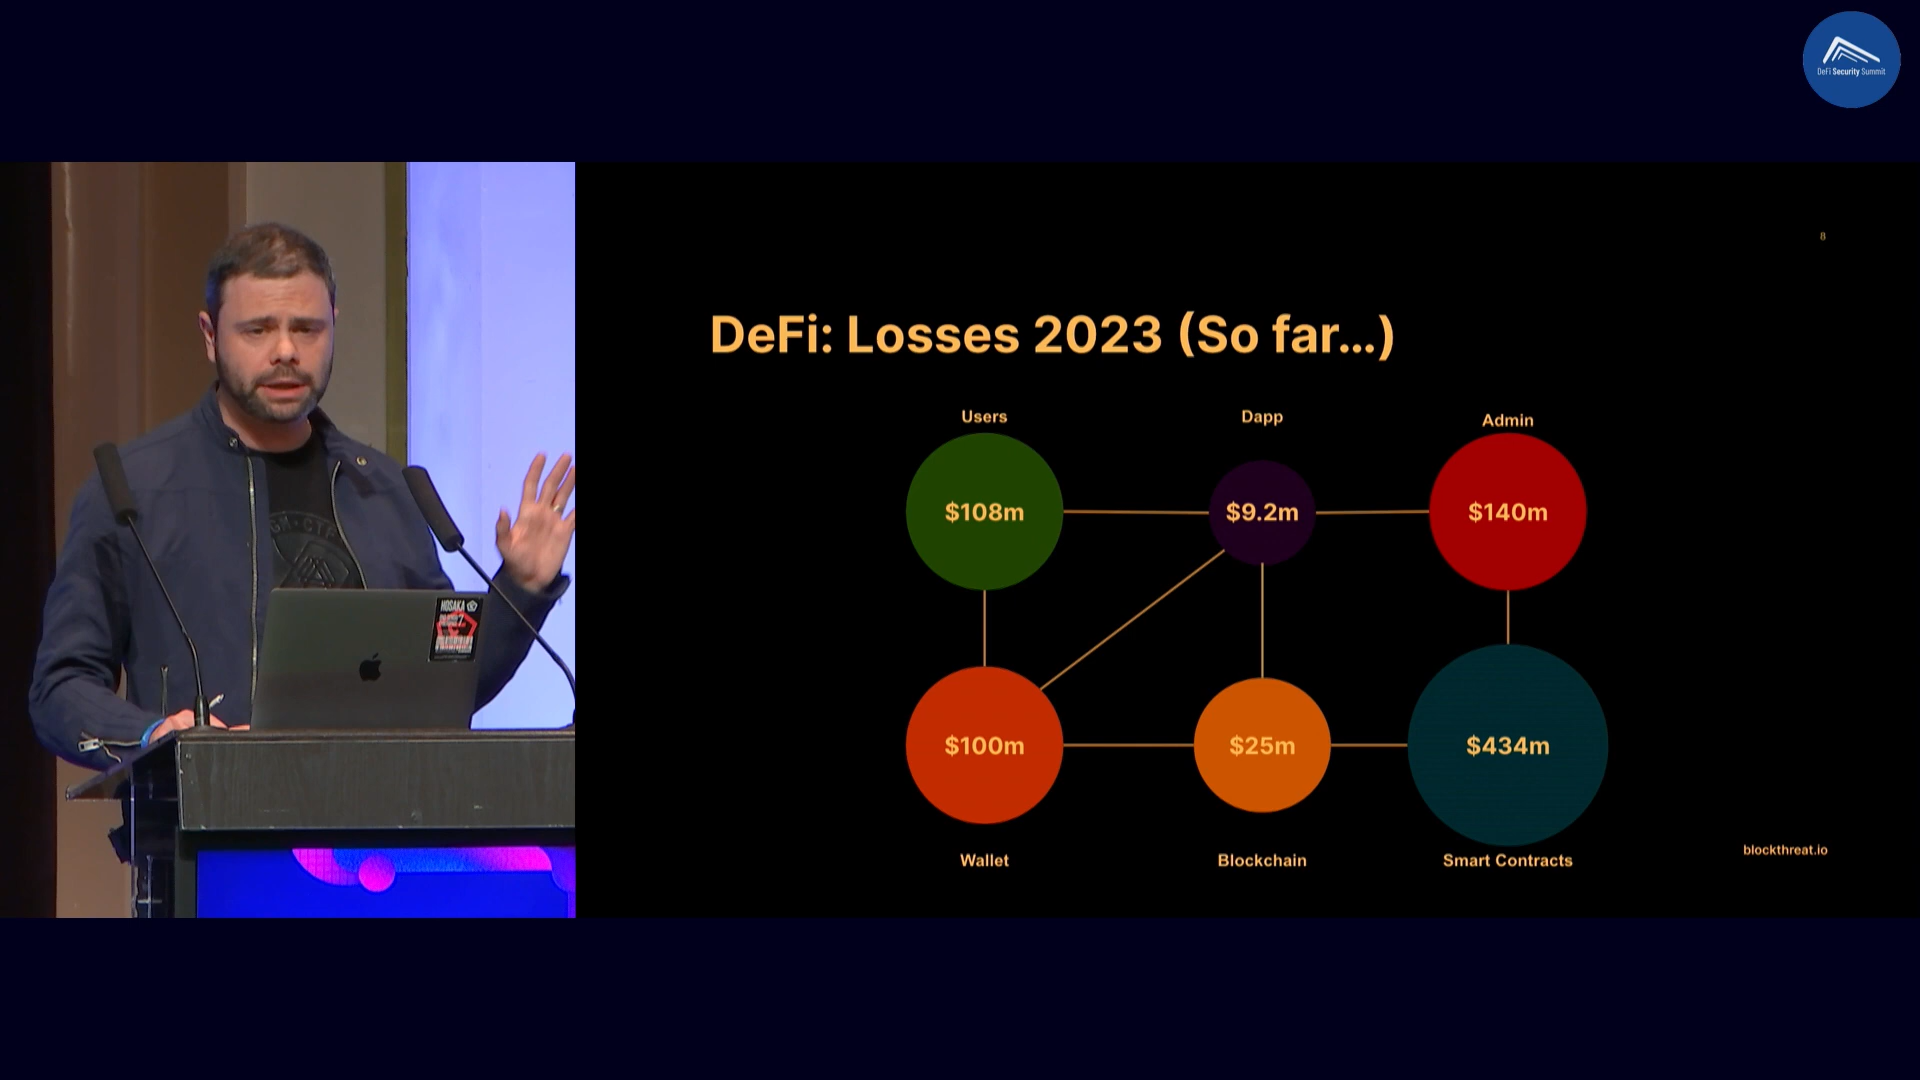 DeFi Security Summit
8
DeFi: Losses 2023 (So far...)
Users
Dapp
Admin
$108m
$9.2m
$140m
$100m
$25m
$434m
Wallet
Blockchain
Smart Contracts
blockthreat.io
HOSAKA